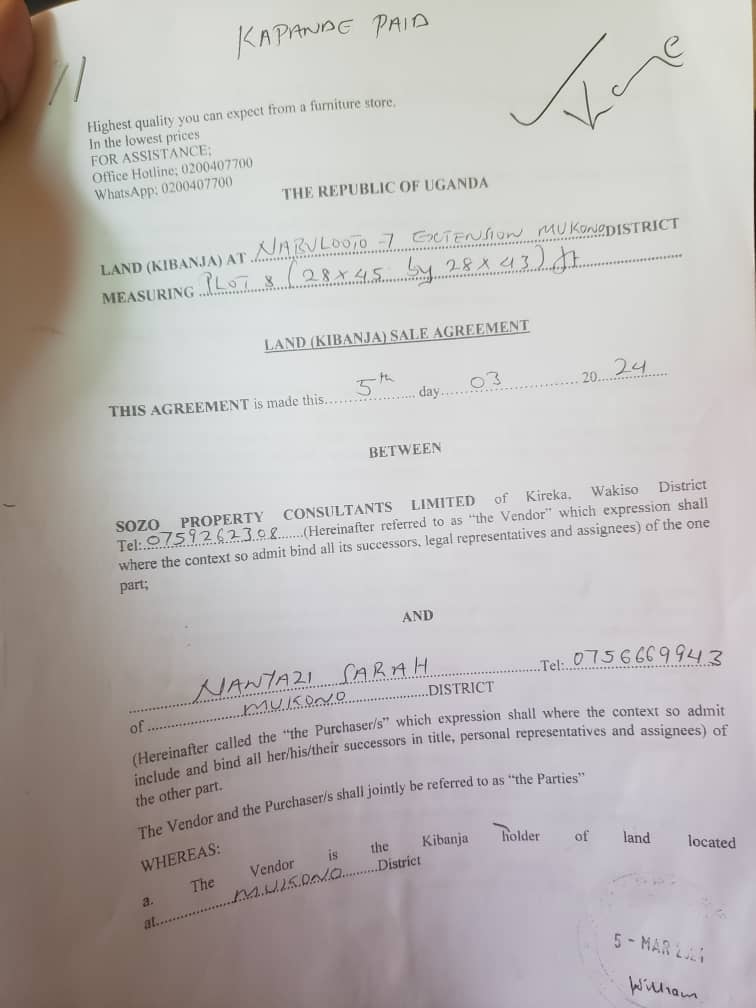 KAPANDE PAID
Highest quality you can expect from a furniture store.
In the lowest prices
FOR ASSISTANCE;
Office Hotline; 0200407700
WhatsApp; 0200407700
THE REPUBLIC OF UGANDA
LAND (KIBANJA) AT NABULOOTO -7 EXTENSION MUKONO DISTRICT
MEASURING PLOT 8 (28 x 45 by 28 x 43) ft
LAND (KIBANJA) SALE AGREEMENT
THIS AGREEMENT is made this 5th day 03 20 24
BETWEEN
SOZO PROPERTY CONSULTANTS LIMITED of Kireka, Wakiso District
Tel: 0759262308 (Hereinafter referred to as "the Vendor" which expression shall
where the context so admit bind all its successors, legal representatives and assignees) of the one
part;
AND
NANYAZI SARAH Tel: 0756669943
of MUKONO DISTRICT
(Hereinafter called the "the Purchaser/s" which expression shall where the context so admit
include and bind all her/his/their successors in title, personal representatives and assignees) of
the other part.
The Vendor and the Purchaser/s shall jointly be referred to as "the Parties"
WHEREAS:
a. The Vendor is the Kibanja holder of land located
at MUKONO District
5 - MAR
William